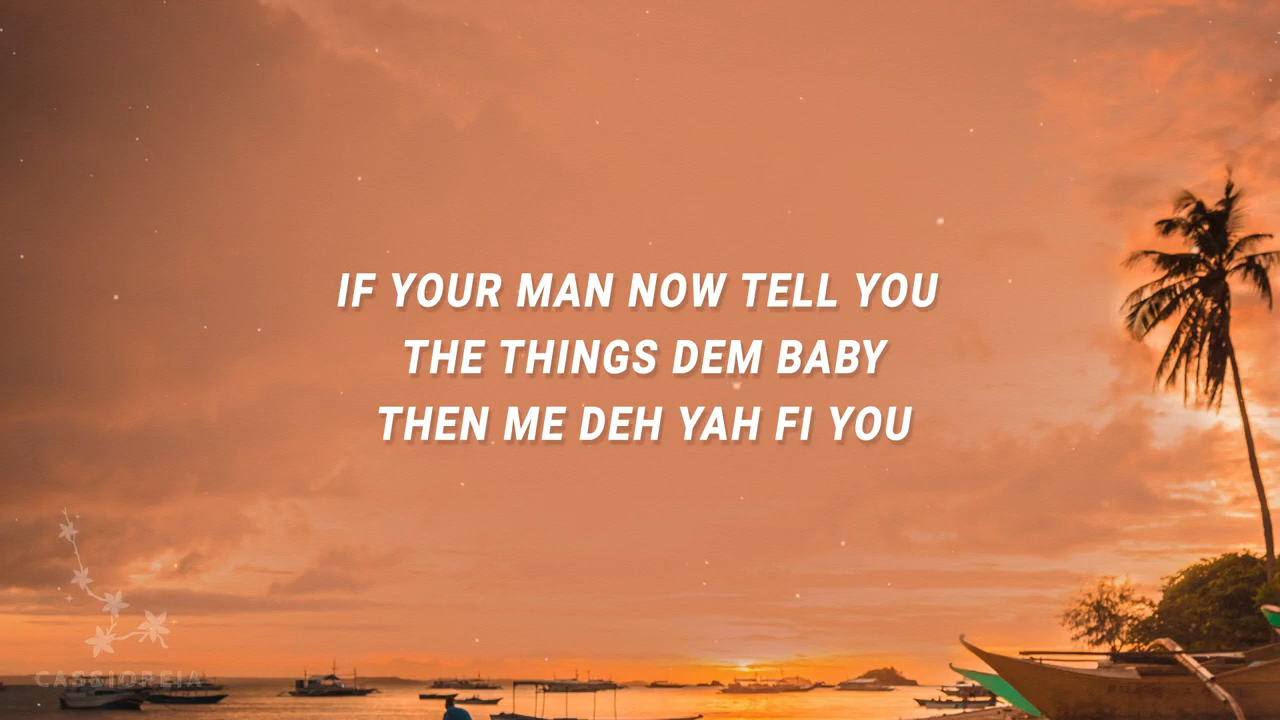 IF YOUR MAN NOW TELL YOU
THE THINGS DEM BABY
THEN ME DEH YAH FI YOU
CASSIOPEIA